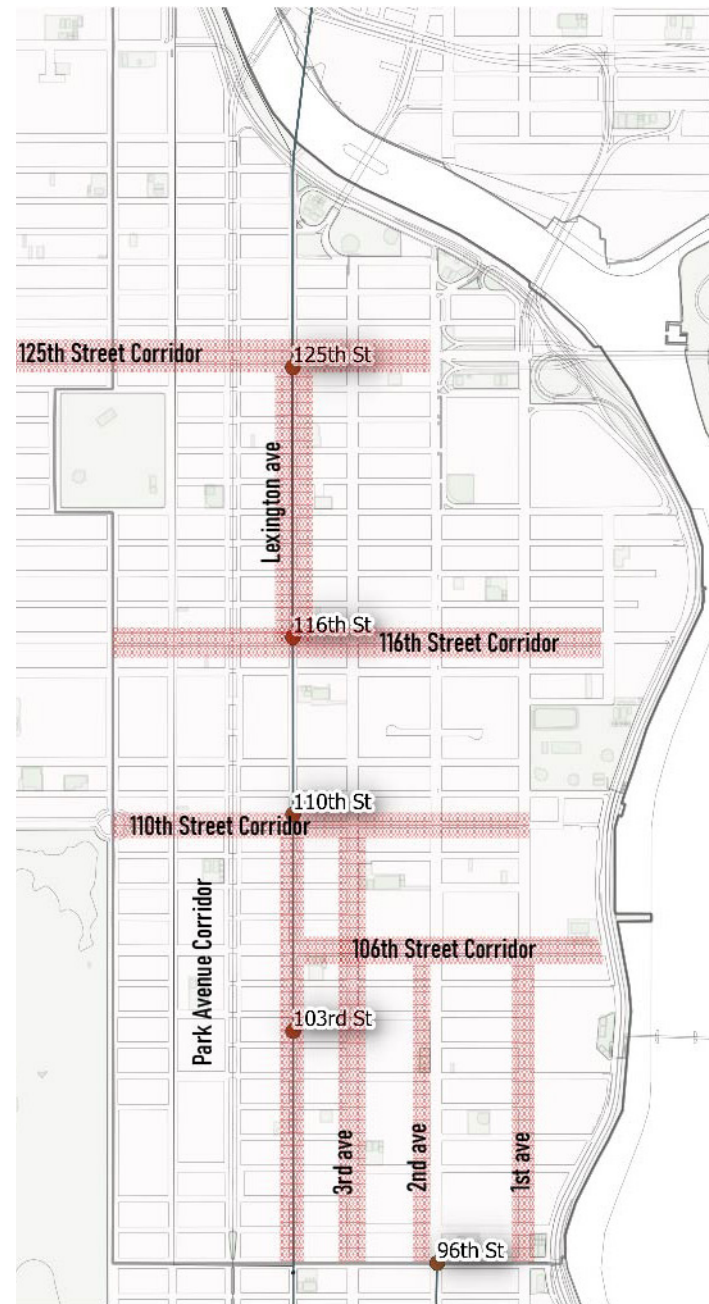 125th Street Corridor
125th St
Lexington ave
116th St
116th Street Corridor
110th St
110th Street Corridor
Park Avenue Corridor
106th Street Corridor
103rd St
3rd ave
2nd ave
1st ave
96th St